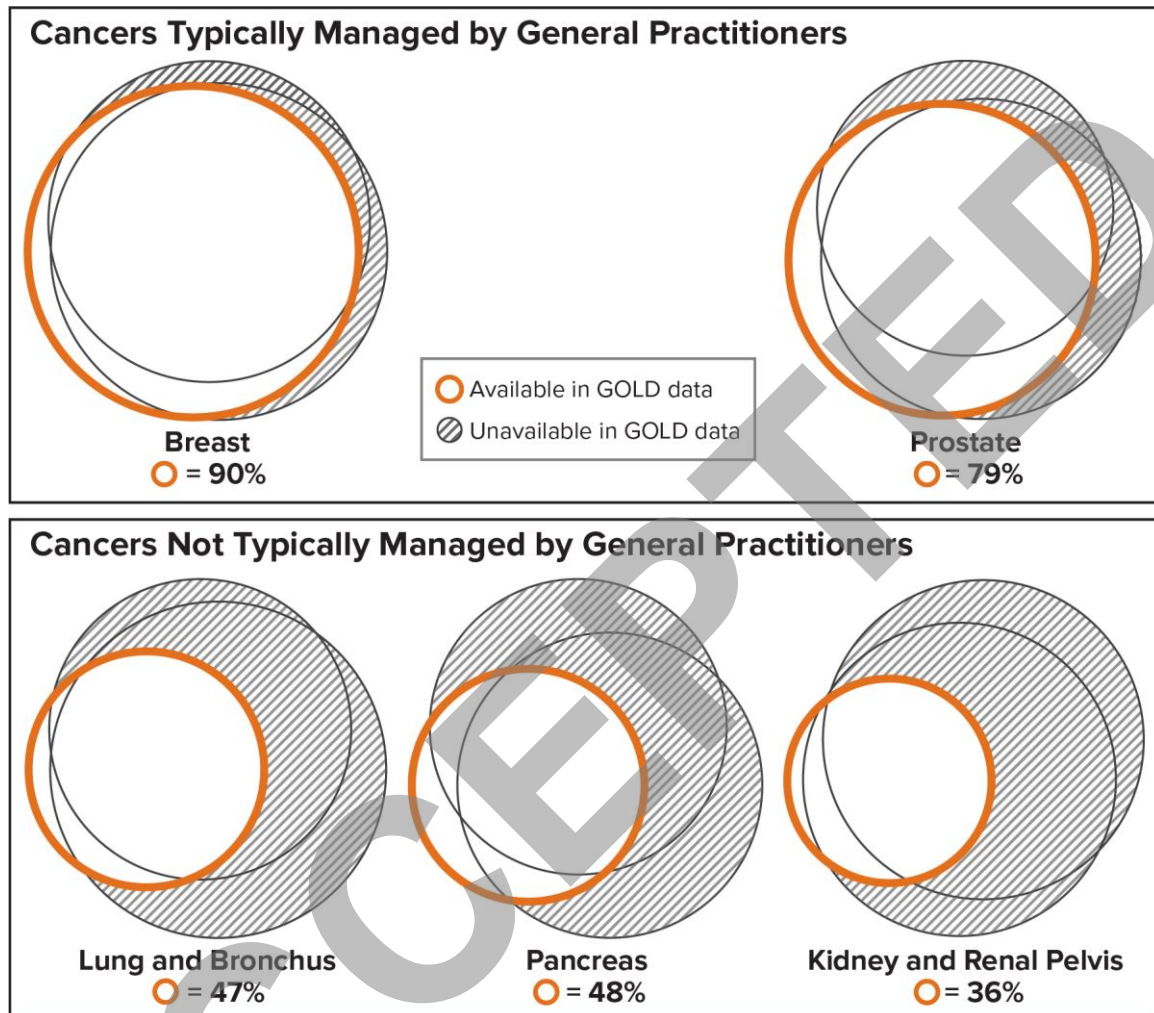 Cancers Typically Managed by General Practitioners
Available in GOLD data
Unavailable in GOLD data
Breast
= 90%
Prostate
= 79%
Cancers Not Typically Managed by General Practitioners
Lung and Bronchus
= 47%
Pancreas
= 48%
Kidney and Renal Pelvis
= 36%
CCEPTED